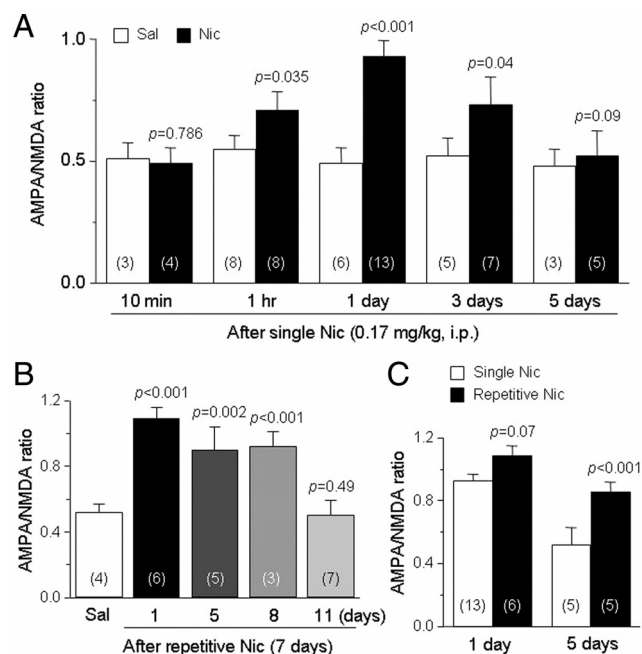 A
Sal Nic
AMPA/NMDA ratio
1.0
0.5
0.0
p=0.786
p=0.035
p<0.001
p=0.04
p=0.09
(3) (4) (8) (8) (6) (13) (5) (7) (3) (5)
10 min 1 hr 1 day 3 days 5 days
After single Nic (0.17 mg/kg, i.p.)
B
AMPA/NMDA ratio
1.2
0.8
0.4
0.0
p<0.001
p=0.002
p<0.001
p=0.49
(4) (6) (5) (3) (7)
Sal 1 5 8 11 (days)
After repetitive Nic (7 days)
C
Single Nic
Repetitive Nic
AMPA/NMDA ratio
1.2
0.8
0.4
0.0
p=0.07
p<0.001
(13) (6) (5) (5)
1 day 5 days